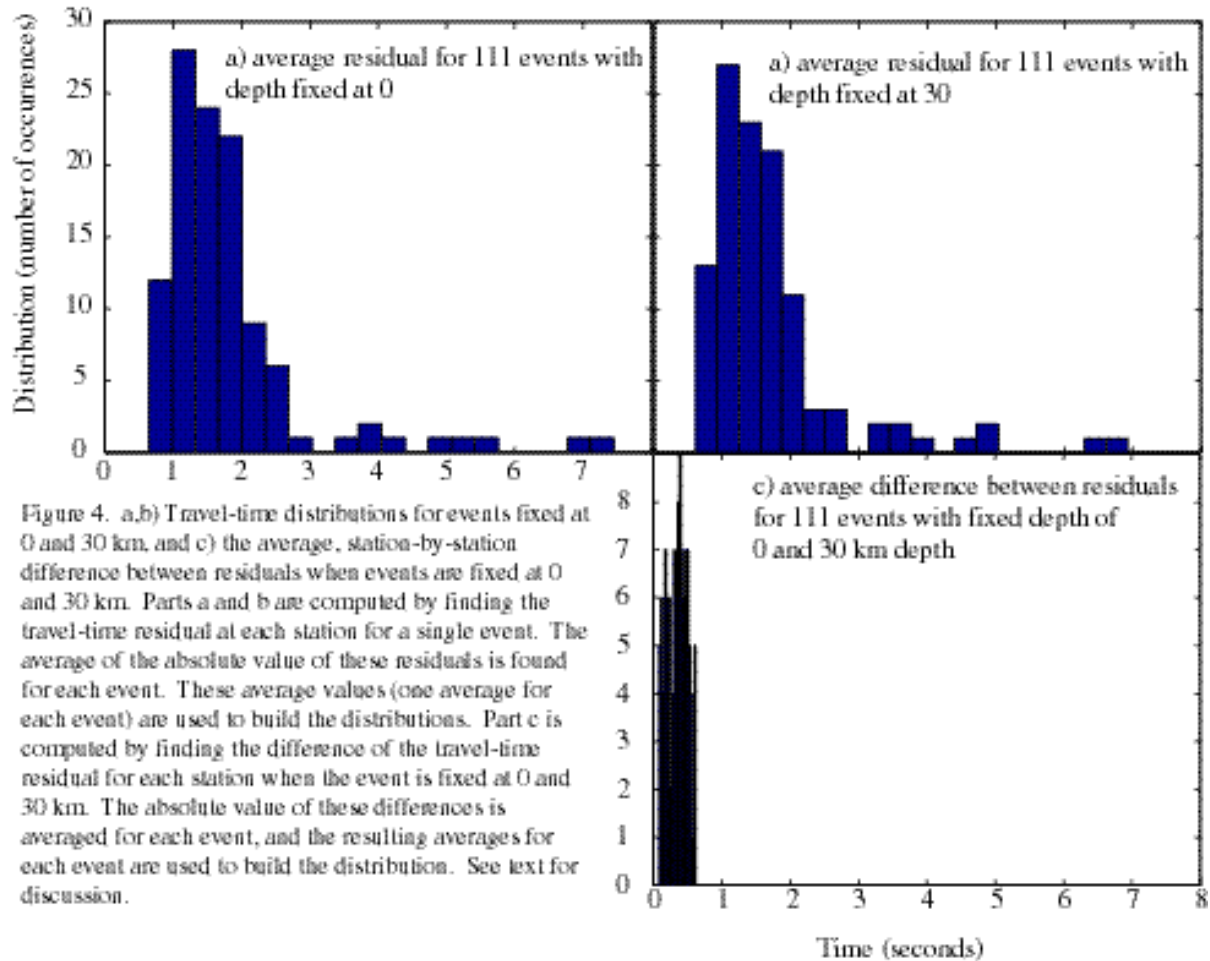 30
25
20
15
10
5
0
Distribution (number of occurences)
a) average residual for 111 events with
depth fixed at 0
0 1 2 3 4 5 6 7
a) average residual for 111 events with
depth fixed at 30
Figure 4. a,b) Travel-time distributions for events fixed at
0 and 30 km, and c) the average, station-by-station
difference between residuals when events are fixed at 0
and 30 km. Parts a and b are computed by finding the
travel-time residual at each station for a single event. The
average of the absolute value of these residuals is found
for each event. These average values (one average for
each event) are used to build the distributions. Part c is
computed by finding the difference of the travel-time
residual for each station when the event is fixed at 0 and
30 km. The absolute value of these differences is
averaged for each event, and the resulting averages for
each event are used to build the distribution. See text for
discussion.
c) average difference between residuals
for 111 events with fixed depth of
0 and 30 km depth
8
7
6
5
4
3
2
1
0
0 1 2 3 4 5 6 7 8
Time (seconds)